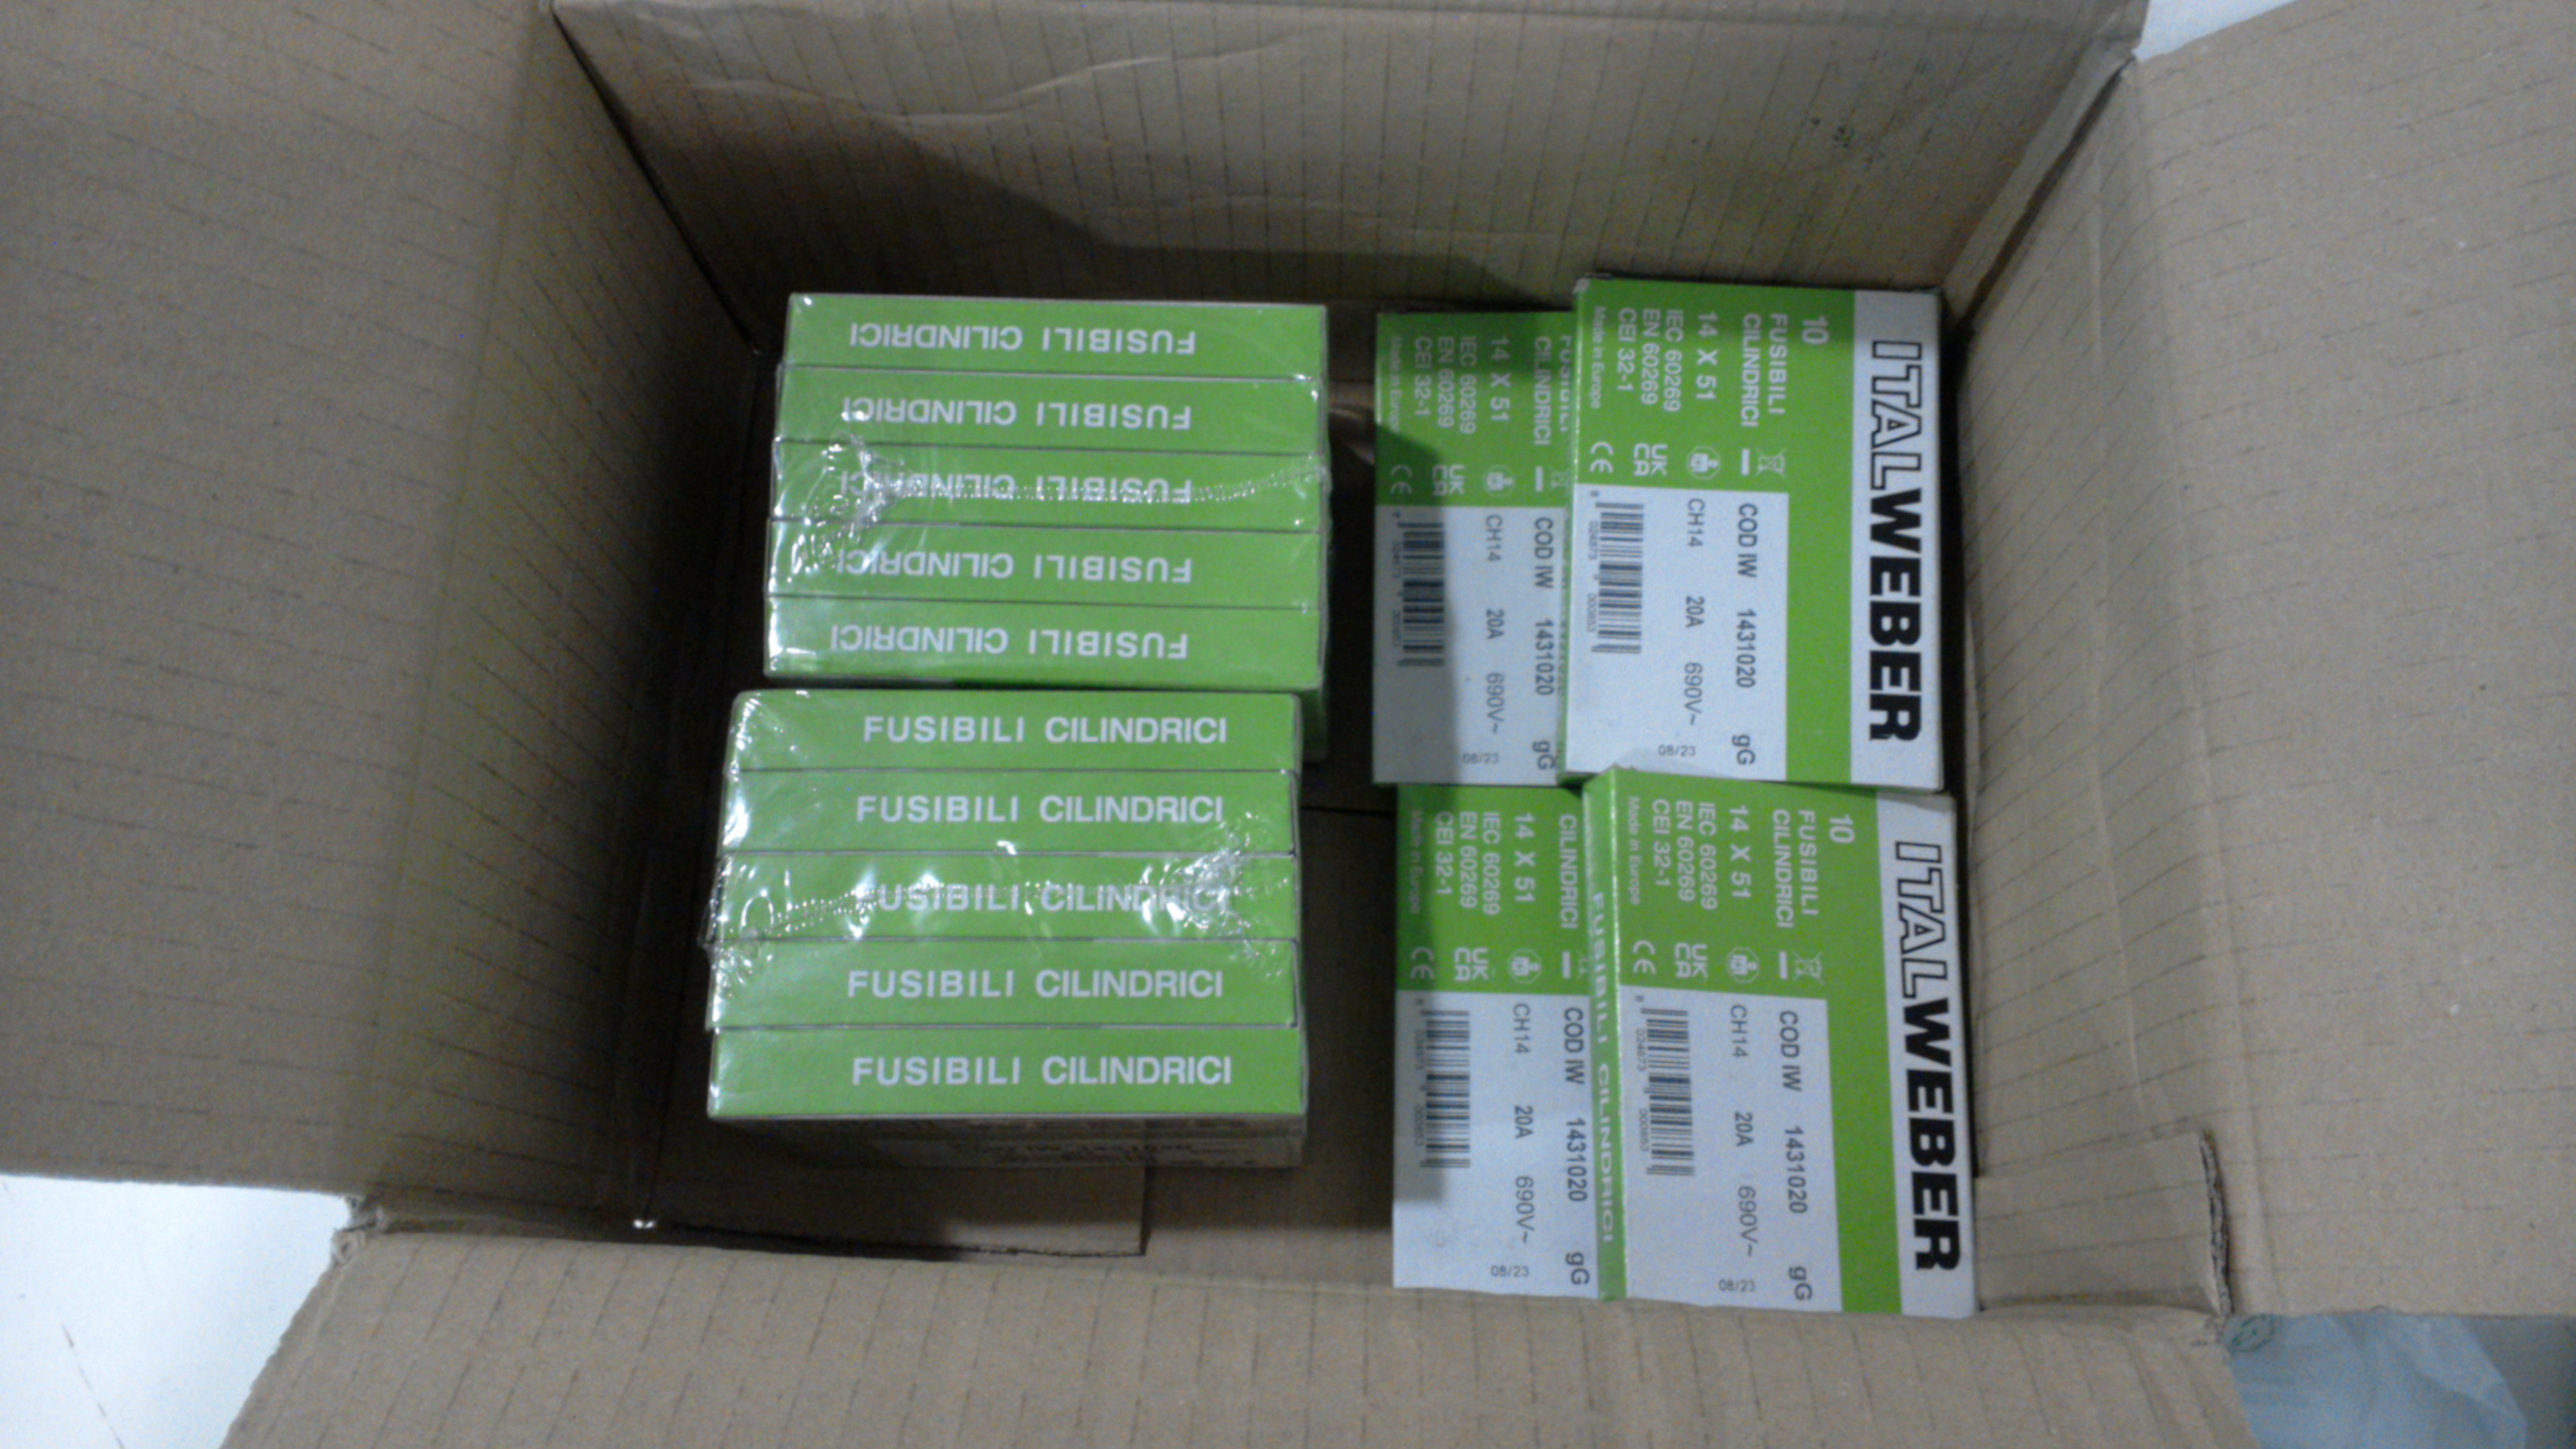 FUSIBILI CILINDRICI
FUSIBILI CILINDRICI
FUSIBILI CILINDRICI
FUSIBILI CILINDRICI
FUSIBILI CILINDRICI
FUSIBILI CILINDRICI
FUSIBILI CILINDRICI
FUSIBILI CILINDRICI
FUSIBILI CILINDRICI
CILINDRICI
14 X 51
IEC 60269
EN 60269
CEI 32-1
Made in Europe
UK
CA
CE
COD IW 1431020 gG
CH14 20A 690V~
08/23
ITALWEBER
10
FUSIBILI
CILINDRICI
14 X 51
IEC 60269
EN 60269
CEI 32-1
Made in Europe
UK
CA
CE
COD IW 1431020 gG
CH14 20A 690V~
08/23
CILINDRICI
14 X 51
IEC 60269
EN 60269
CEI 32-1
Made in Europe
UK
CA
CE
COD IW 1431020 gG
CH14 20A 690V~
08/23
FUSIBILI CILINDRICI
ITALWEBER
10
FUSIBILI
CILINDRICI
14 X 51
IEC 60269
EN 60269
CEI 32-1
Made in Europe
UK
CA
CE
COD IW 1431020 gG
CH14 20A 690V~
08/23